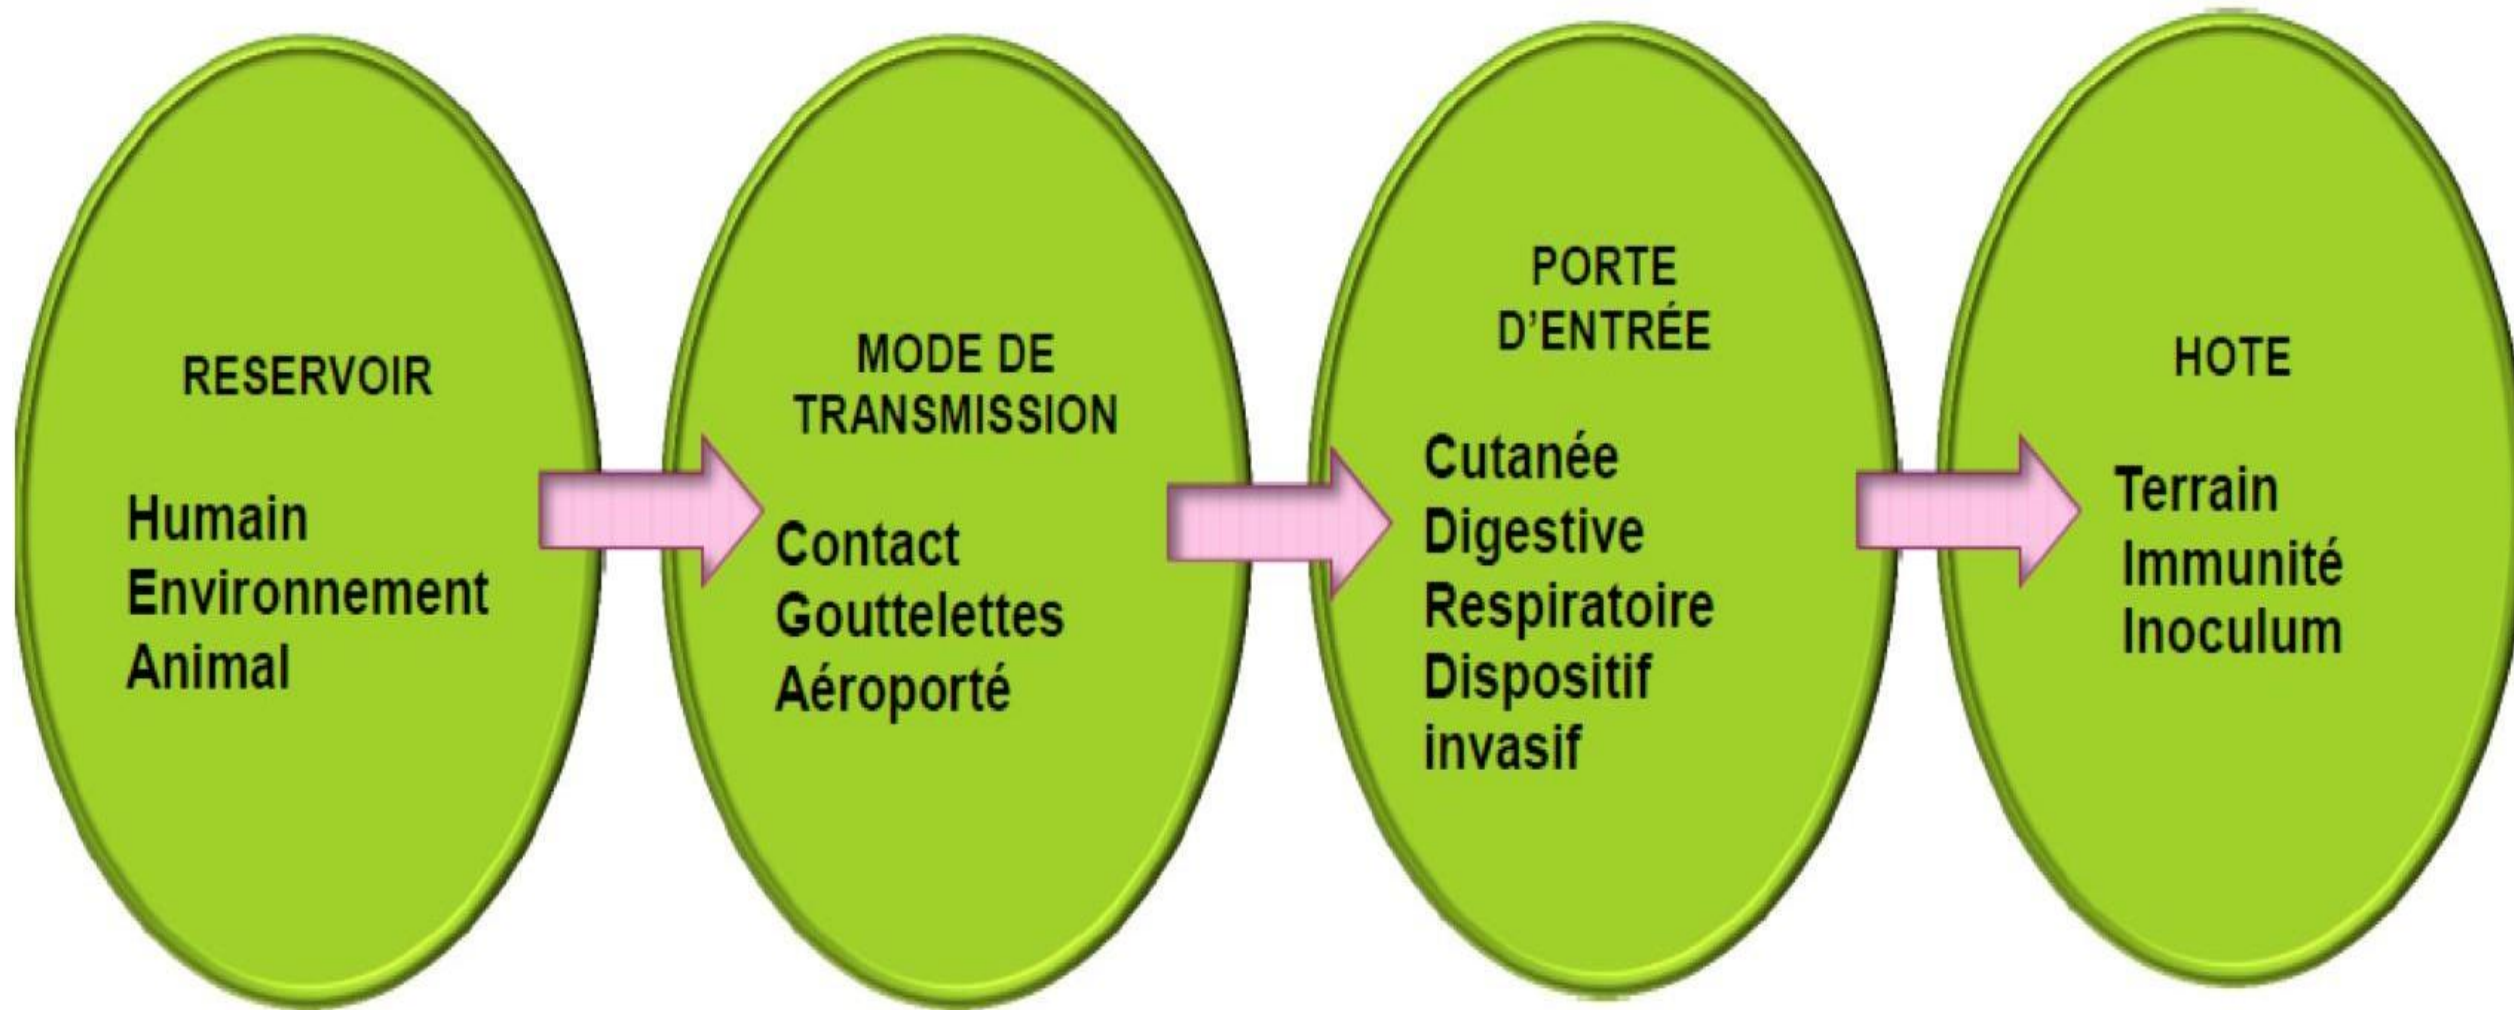 RESERVOIR
Humain
Environnement
Animal
MODE DE
TRANSMISSION
Contact
Gouttelettes
Aéroporté
PORTE
D’ENTRÉE
Cutanée
Digestive
Respiratoire
Dispositif
invasif
HOTE
Terrain
Immunité
Inoculum